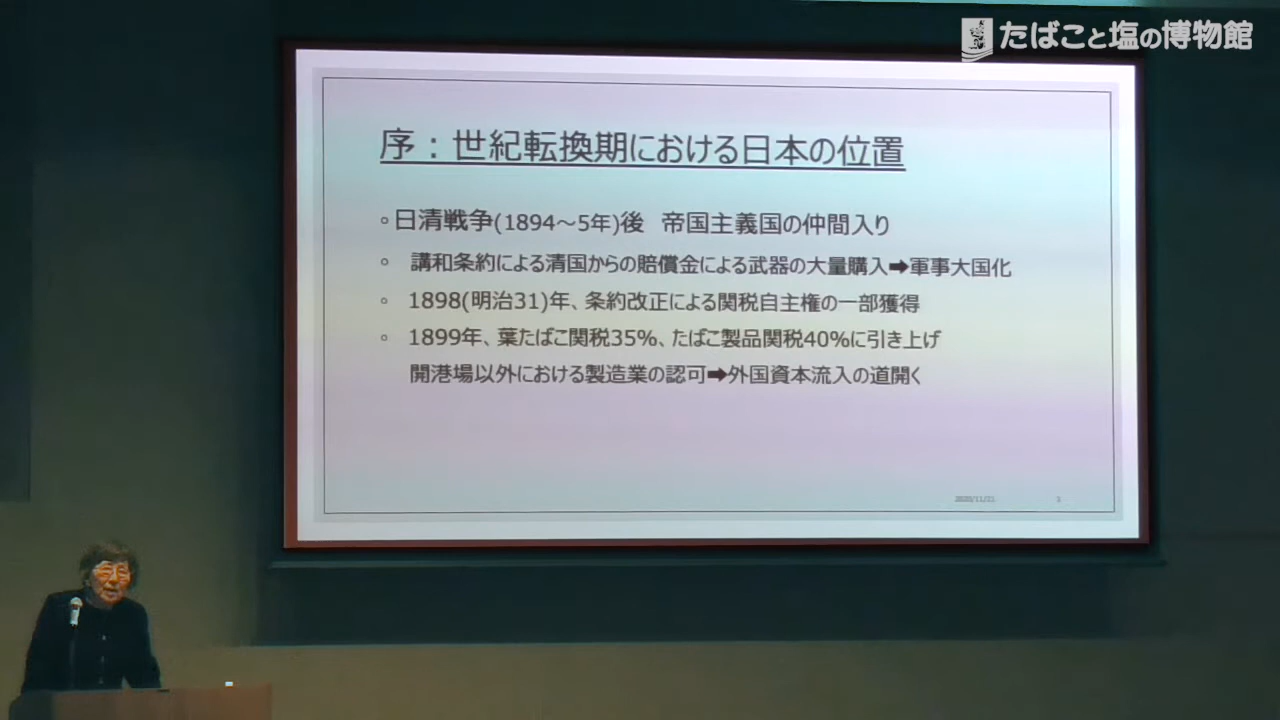 たばこと塩の博物館
序：世紀転換期における日本の位置
日清戦争(1894～5年)後 帝国主義国の仲間入り
講和条約による清国からの賠償金による武器の大量購入➡軍事大国化
1898(明治31)年、条約改正による関税自主権の一部獲得
1899年、葉たばこ関税35%、たばこ製品関税40%に引き上げ
開港場以外における製造業の認可➡外国資本流入の道開く